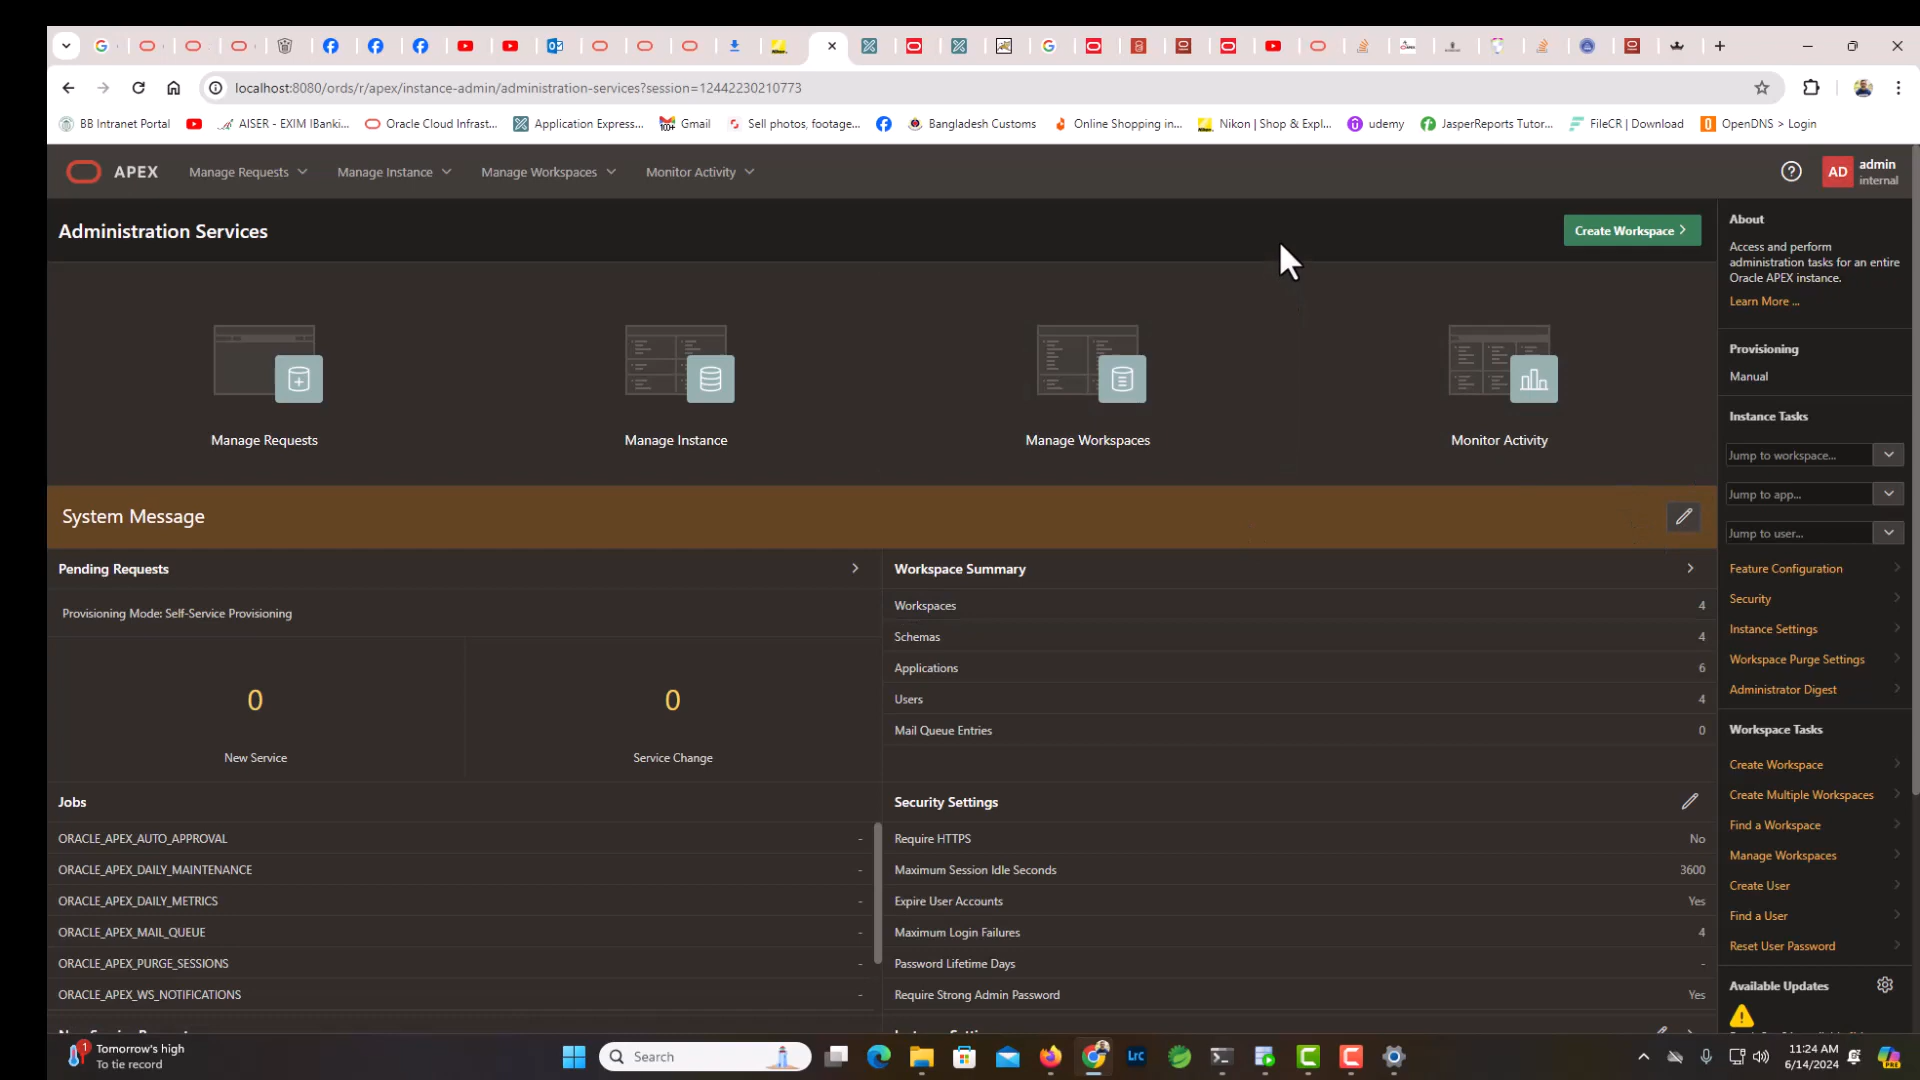 localhost:8080/ords/r/apex/instance-admin/administration-services?session=12442230210773
BB Intranet Portal
AISER - EXIM IBanki...
Oracle Cloud Infrast...
Application Express...
Gmail
Sell photos, footage...
Bangladesh Customs
Online Shopping in...
Nikon | Shop & Expl...
udemy
JasperReports Tutor...
FileCR | Download
OpenDNS > Login
APEX
Manage Requests
Manage Instance
Manage Workspaces
Monitor Activity
AD
admin
internal
Administration Services
Create Workspace
Manage Requests
Manage Instance
Manage Workspaces
Monitor Activity
System Message
Pending Requests
Provisioning Mode: Self-Service Provisioning
0
New Service
0
Service Change
Workspace Summary
Workspaces 4
Schemas 4
Applications 6
Users 4
Mail Queue Entries 0
Jobs
ORACLE_APEX_AUTO_APPROVAL -
ORACLE_APEX_DAILY_MAINTENANCE -
ORACLE_APEX_DAILY_METRICS -
ORACLE_APEX_MAIL_QUEUE -
ORACLE_APEX_PURGE_SESSIONS -
ORACLE_APEX_WS_NOTIFICATIONS -
Security Settings
Require HTTPS No
Maximum Session Idle Seconds 3600
Expire User Accounts Yes
Maximum Login Failures 4
Password Lifetime Days -
Require Strong Admin Password Yes
About
Access and perform
administration tasks for an entire
Oracle APEX instance.
Learn More ...
Provisioning
Manual
Instance Tasks
Jump to workspace...
Jump to app...
Jump to user...
Feature Configuration
Security
Instance Settings
Workspace Purge Settings
Administrator Digest
Workspace Tasks
Create Workspace
Create Multiple Workspaces
Find a Workspace
Manage Workspaces
Create User
Find a User
Reset User Password
Available Updates
1
Tomorrow's high
To tie record
Search
Lrc
11:24 AM
6/14/2024